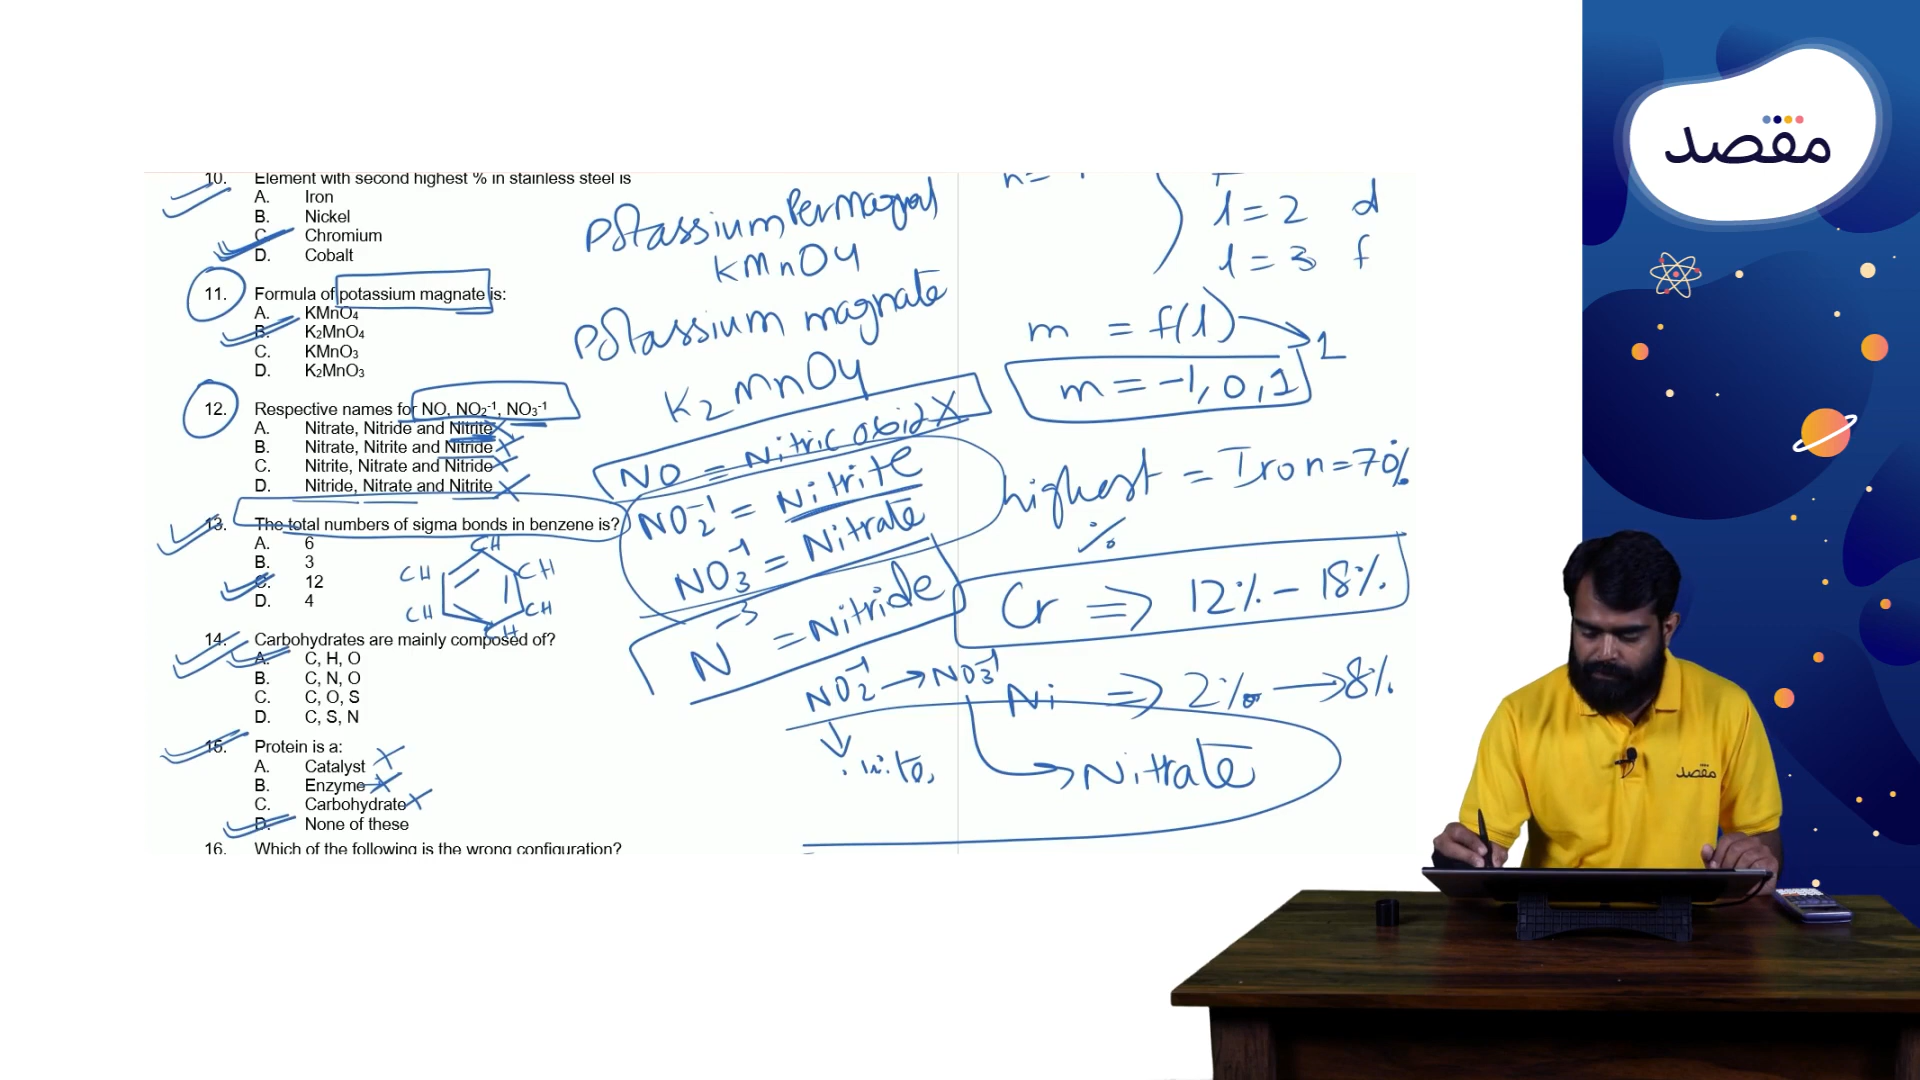 10. Element with second highest % in stainless steel is
A. Iron
B. Nickel
C. Chromium
D. Cobalt
11. Formula of potassium magnate is:
A. KMnO₄
B. K₂MnO₄
C. KMnO₃
D. K₂MnO₃
12. Respective names for NO, NO₂⁻¹, NO₃⁻¹
A. Nitrate, Nitride and Nitrite
B. Nitrate, Nitrite and Nitride
C. Nitrite, Nitrate and Nitride
D. Nitride, Nitrate and Nitrite
13. The total numbers of sigma bonds in benzene is?
A. 6
B. 3
C. 12
D. 4
CH
CH CH
CH CH
CH
14. Carbohydrates are mainly composed of?
A. C, H, O
B. C, N, O
C. C, O, S
D. C, S, N
15. Protein is a:
A. Catalyst X
B. Enzyme X
C. Carbohydrate X
D. None of these
16. Which of the following is the wrong configuration?
Potassium
KMnO4
Potassium magnate
K2MnO4
NO = Nitric X
NO₂⁻¹ = Nitrite
NO₃⁻¹ = Nitrate
N⁻³ = Nitride
NO₂⁻¹ → NO₃⁻¹
Nitrate
l = 2 d
l = 3 f
m = f(l) 1
m = -1, 0, 1
highest = Iron = 70%
%
Cr ⇒ 12% - 18%
Ni ⇒ 2% → 8%
مقصد
مقصد